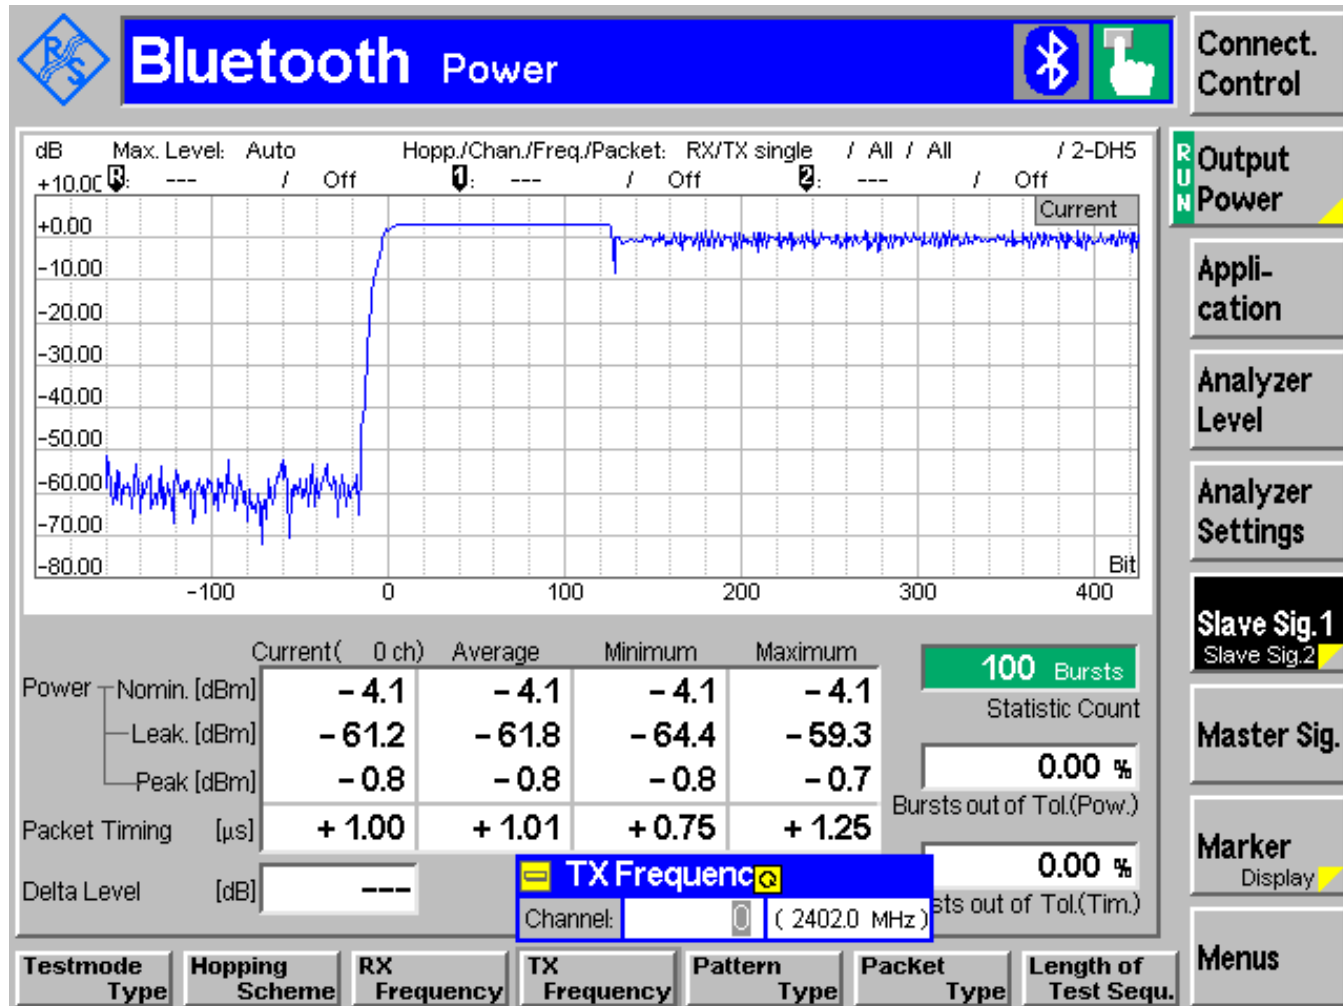 R&S
Bluetooth Power
Connect. Control
dB Max. Level: Auto Hopp./Chan./Freq./Packet: RX/TX single / All / All / 2-DH5
R: --- / Off 1: --- / Off 2: --- / Off
Current
+10.00
+0.00
-10.00
-20.00
-30.00
-40.00
-50.00
-60.00
-70.00
-80.00
Bit
-100 0 100 200 300 400
RUN
Output Power
Appli-
cation
Analyzer
Level
Analyzer
Settings
Slave Sig.1
Slave Sig.2
Master Sig.
Marker
Display
Menus
Current( 0 ch) Average Minimum Maximum
Power Nomin. [dBm] -4.1 -4.1 -4.1 -4.1
Leak. [dBm] -61.2 -61.8 -64.4 -59.3
Peak [dBm] -0.8 -0.8 -0.8 -0.7
Packet Timing [µs] +1.00 +1.01 +0.75 +1.25
Delta Level [dB] ---
100 Bursts
Statistic Count
0.00 %
Bursts out of Tol.(Pow.)
0.00 %
sts out of Tol.(Tim.)
TX Frequenc
Channel: 0 ( 2402.0 MHz )
Testmode Type
Hopping Scheme
RX Frequency
TX Frequency
Pattern Type
Packet Type
Length of Test Sequ.